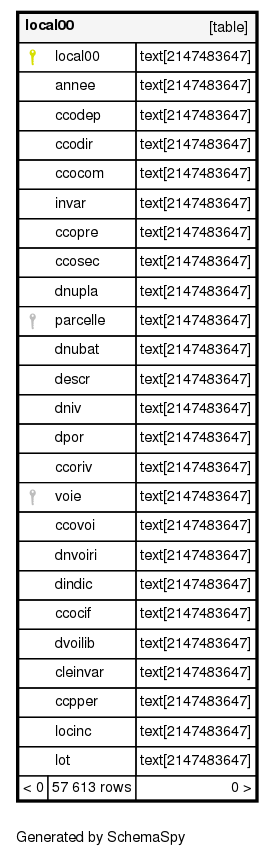 local00 [table]
local00 text[2147483647]
annee text[2147483647]
ccodep text[2147483647]
ccodir text[2147483647]
ccocom text[2147483647]
invar text[2147483647]
ccopre text[2147483647]
ccosec text[2147483647]
dnupla text[2147483647]
parcelle text[2147483647]
dnubat text[2147483647]
descr text[2147483647]
dniv text[2147483647]
dpor text[2147483647]
ccoriv text[2147483647]
voie text[2147483647]
ccovoi text[2147483647]
dnvoiri text[2147483647]
dindic text[2147483647]
ccocif text[2147483647]
dvoilib text[2147483647]
cleinvar text[2147483647]
ccpper text[2147483647]
locinc text[2147483647]
lot text[2147483647]
< 0 57 613 rows 0 >
Generated by SchemaSpy